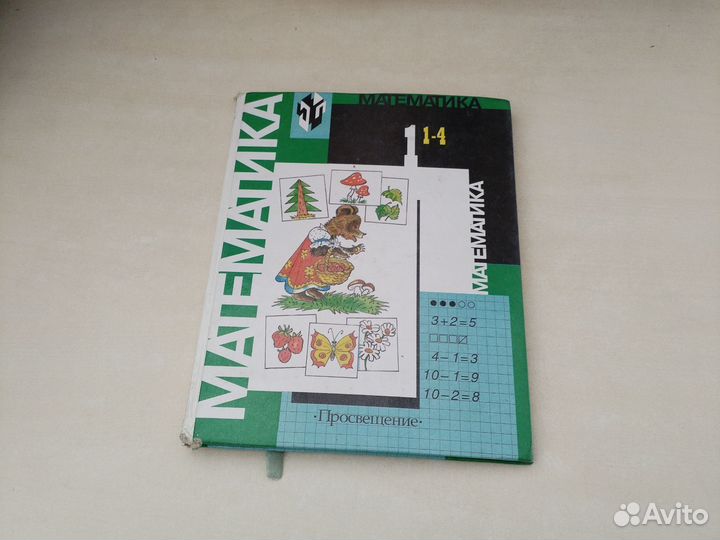 МАТЕМАТИКА
МАТЕМАТИКА
1 1-4
МАТЕМАТИКА
3+2=5
4-1=3
10-1=9
10-2=8
·Просвещение·
Avito